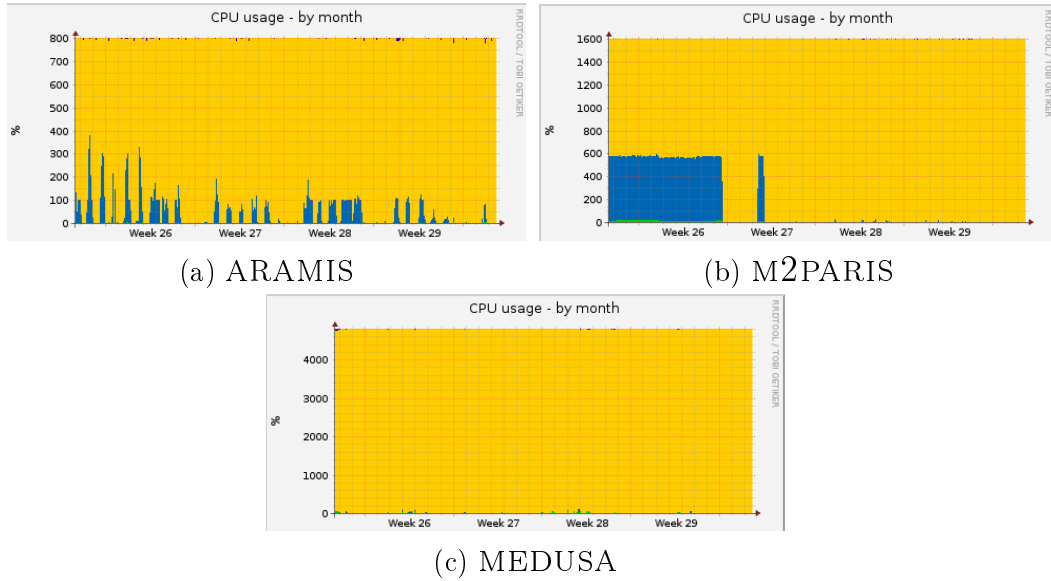 CPU usage - by month
RRDTOOL / TOBI OETIKER
%
800
700
600
500
400
300
200
100
0
Week 26 Week 27 Week 28 Week 29
(a) ARAMIS
CPU usage - by month
RRDTOOL / TOBI OETIKER
%
1600
1400
1200
1000
800
600
400
200
0
Week 26 Week 27 Week 28 Week 29
(b) M2PARIS
CPU usage - by month
RRDTOOL / TOBI OETIKER
%
4000
3000
2000
1000
0
Week 26 Week 27 Week 28 Week 29
(c) MEDUSA